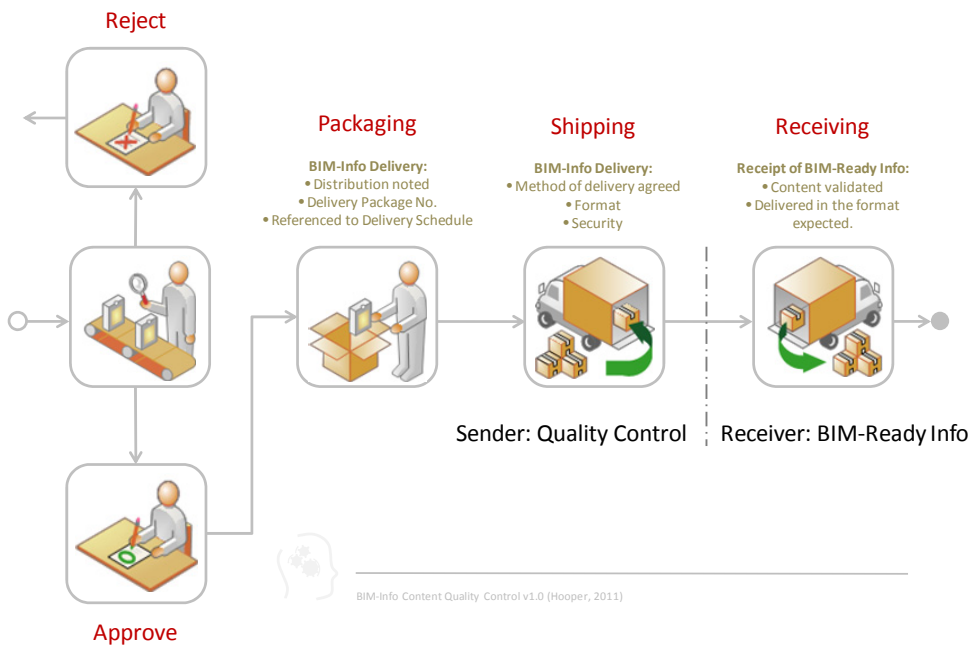 Reject
Packaging
BIM-Info Delivery:
• Distribution noted
• Delivery Package No.
• Referenced to Delivery Schedule
Shipping
BIM-Info Delivery:
• Method of delivery agreed
• Format
• Security
Receiving
Receipt of BIM-Ready Info:
• Content validated
• Delivered in the format
expected.
Sender: Quality Control
Receiver: BIM-Ready Info
BIM-Info Content Quality Control v1.0 (Hooper, 2011)
Approve